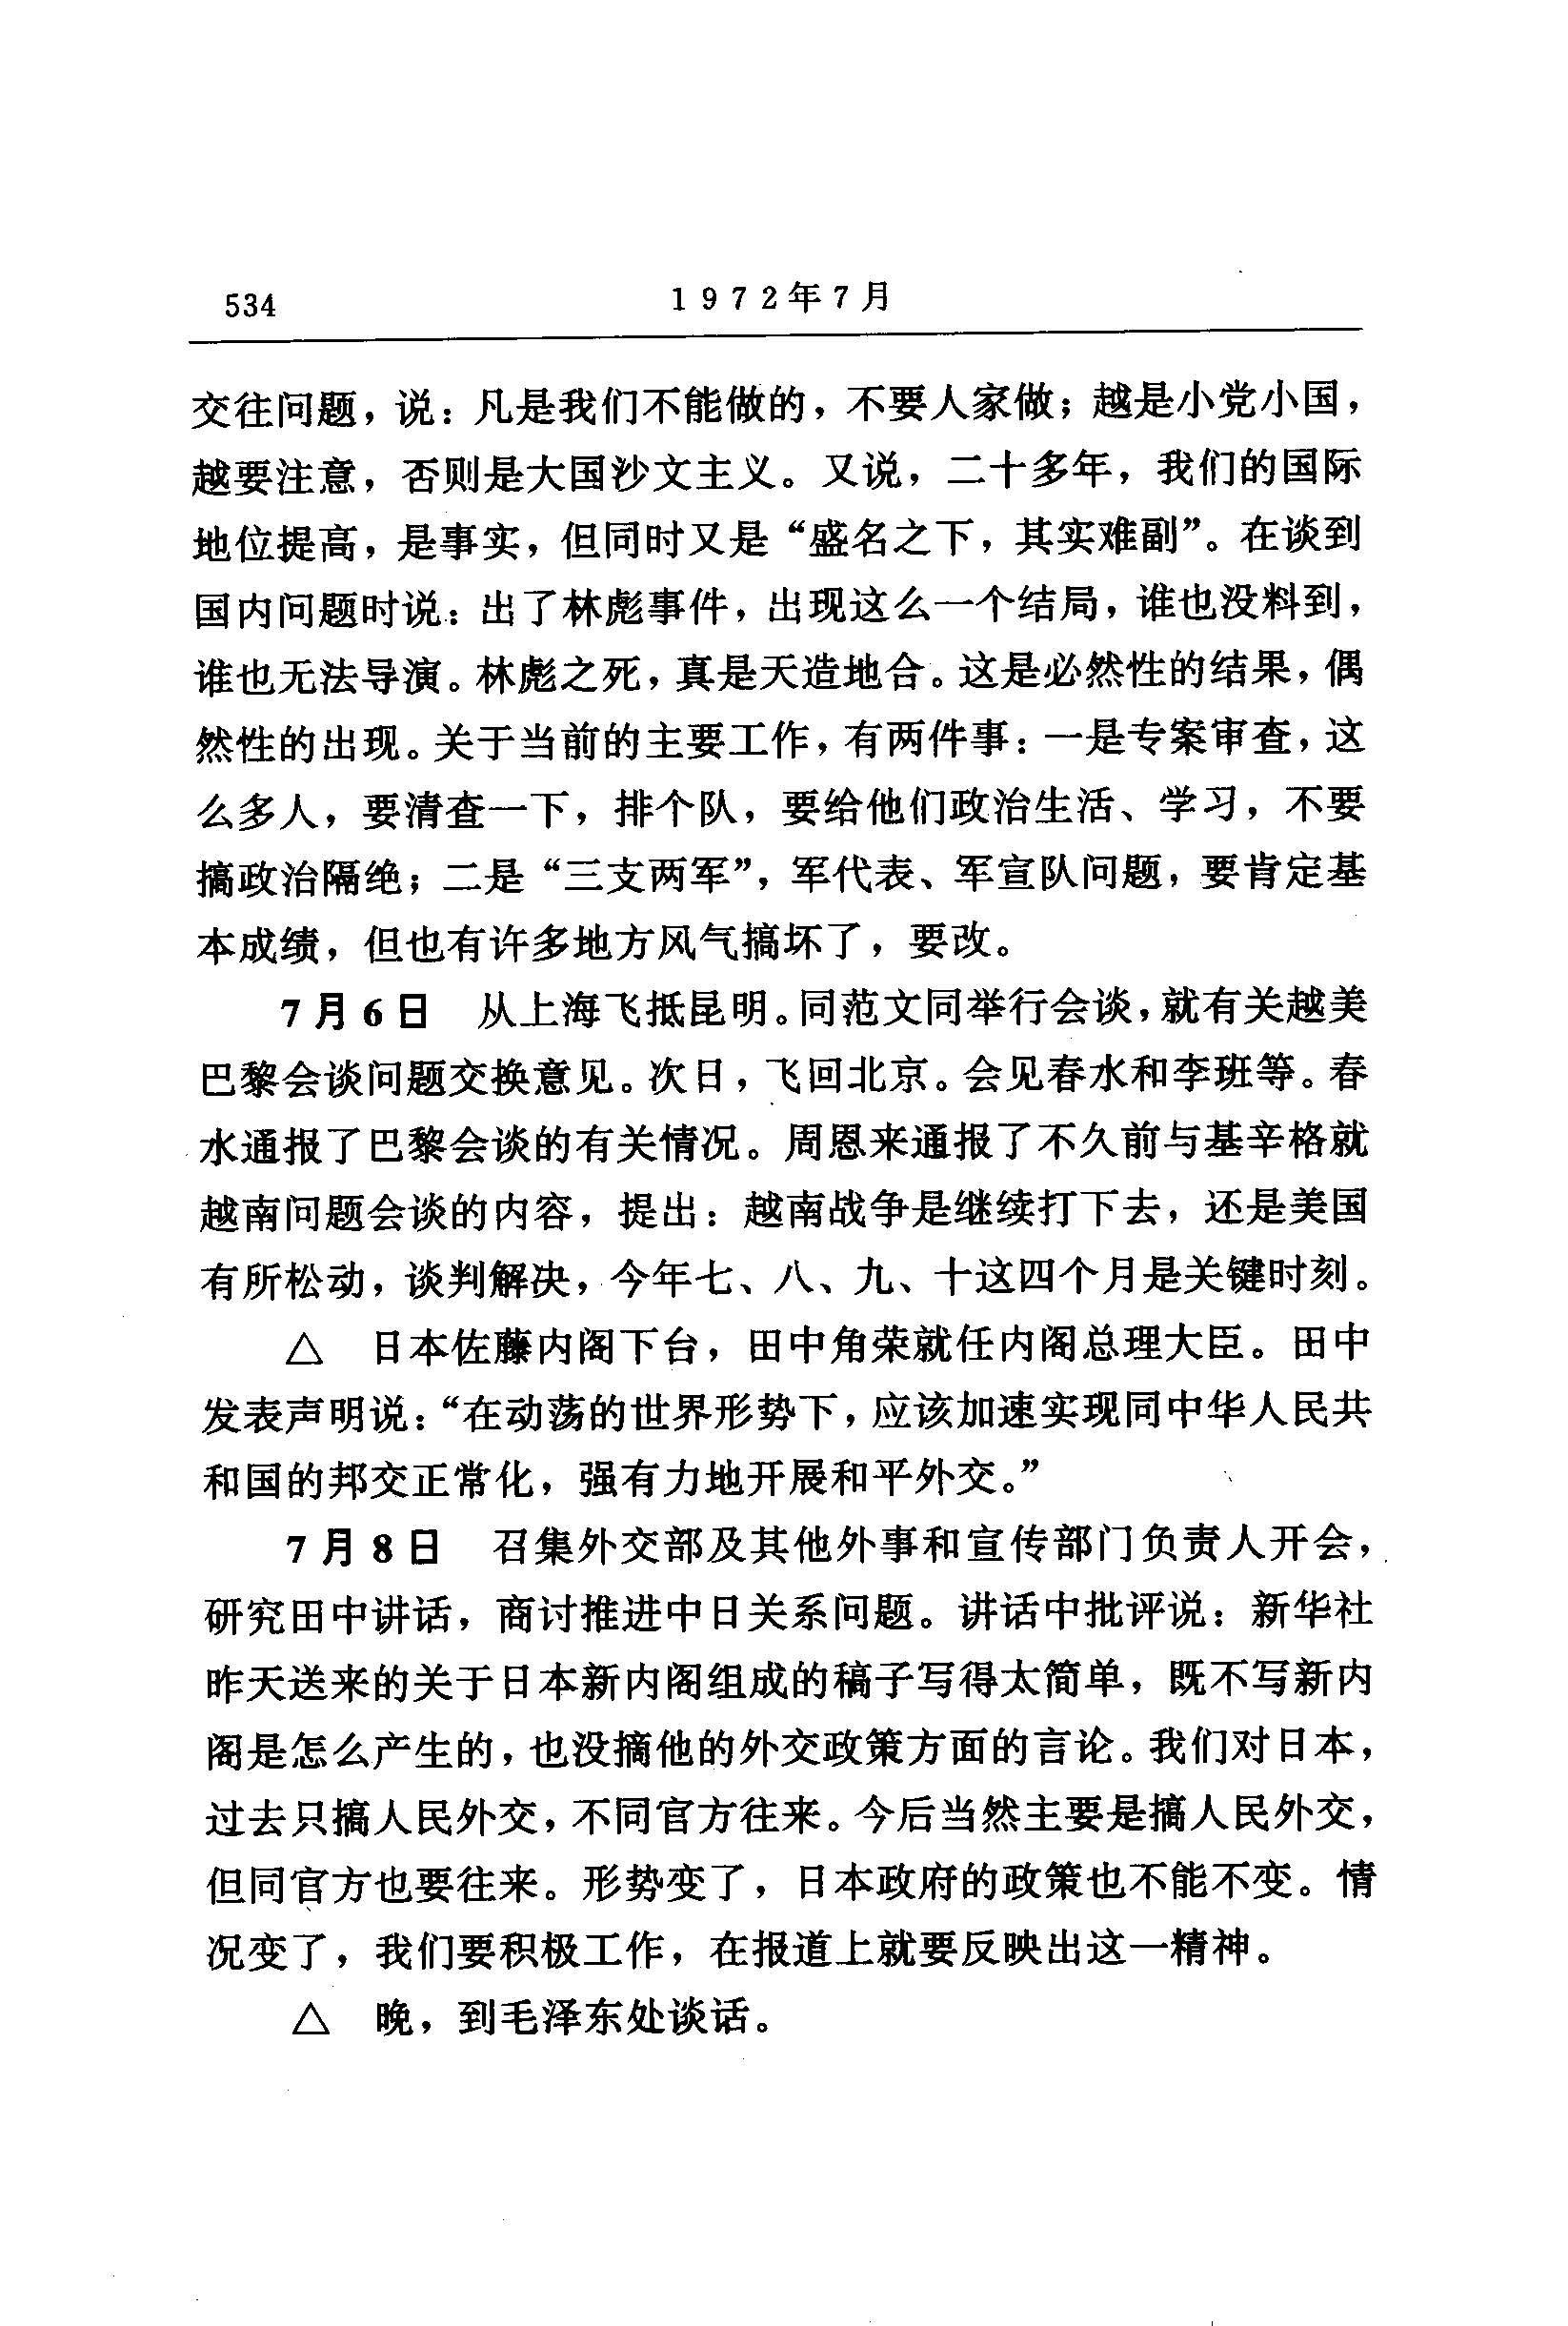 534
1972年7月
交往问题，说：凡是我们不能做的，不要人家做；越是小党小国，
越要注意，否则是大国沙文主义。又说，二十多年，我们的国际
地位提高，是事实，但同时又是“盛名之下，其实难副”。在谈到
国内问题时说：出了林彪事件，出现这么一个结局，谁也没料到，
谁也无法导演。林彪之死，真是天造地合。这是必然性的结果，偶
然性的出现。关于当前的主要工作，有两件事：一是专案审查，这
么多人，要清查一下，排个队，要给他们政治生活、学习，不要
搞政治隔绝；二是“三支两军”，军代表、军宣队问题，要肯定基
本成绩，但也有许多地方风气搞坏了，要改。
7月6日　从上海飞抵昆明。同范文同举行会谈，就有关越美
巴黎会谈问题交换意见。次日，飞回北京。会见春水和李班等。春
水通报了巴黎会谈的有关情况。周恩来通报了不久前与基辛格就
越南问题会谈的内容，提出：越南战争是继续打下去，还是美国
有所松动，谈判解决，今年七、八、九、十这四个月是关键时刻。
△　日本佐藤内阁下台，田中角荣就任内阁总理大臣。田中
发表声明说：“在动荡的世界形势下，应该加速实现同中华人民共
和国的邦交正常化，强有力地开展和平外交。”
7月8日　召集外交部及其他外事和宣传部门负责人开会，
研究田中讲话，商讨推进中日关系问题。讲话中批评说：新华社
昨天送来的关于日本新内阁组成的稿子写得太简单，既不写新内
阁是怎么产生的，也没摘他的外交政策方面的言论。我们对日本，
过去只搞人民外交，不同官方往来。今后当然主要是搞人民外交，
但同官方也要往来。形势变了，日本政府的政策也不能不变。情
况变了，我们要积极工作，在报道上就要反映出这一精神。
△　晚，到毛泽东处谈话。